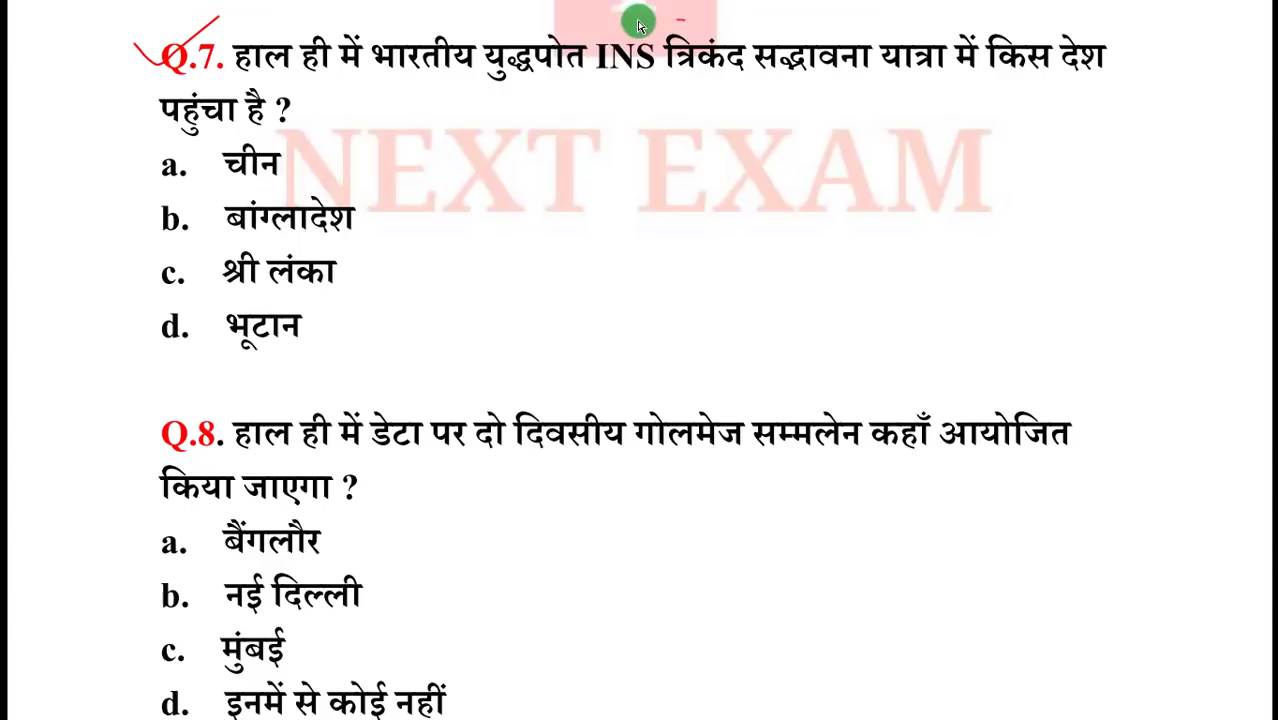 Q.7. हाल ही में भारतीय युद्धपोत INS त्रिकंद सद्भावना यात्रा में किस देश
पहुंचा है ?
NEXT EXAM
a. चीन
b. बांग्लादेश
c. श्री लंका
d. भूटान
Q.8. हाल ही में डेटा पर दो दिवसीय गोलमेज सम्मलेन कहाँ आयोजित
किया जाएगा ?
a. बैंगलौर
b. नई दिल्ली
c. मुंबई
d. इनमें से कोई नहीं